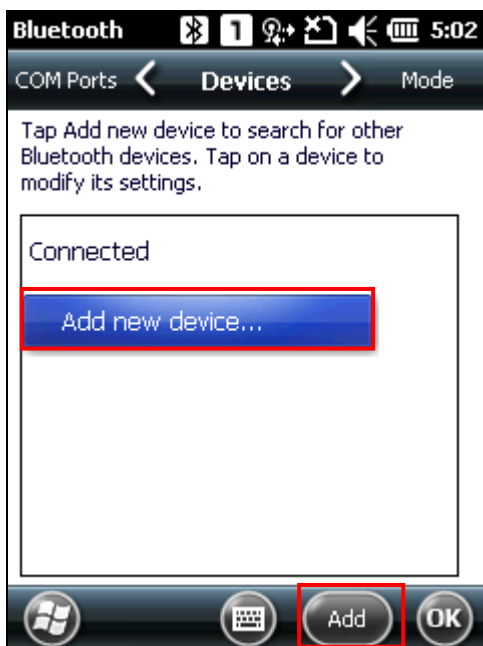 Bluetooth 1 5:02
COM Ports Devices Mode
Tap Add new device to search for other
Bluetooth devices. Tap on a device to
modify its settings.
Connected
Add new device...
Add OK